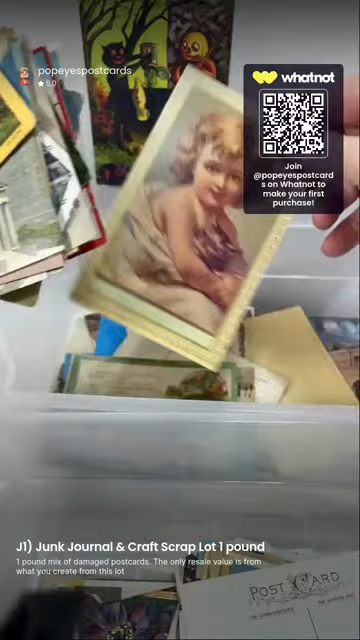 popeyespostcards
5.0
whatnot
Join
@popeyespostcard
s on Whatnot to
make your first
purchase!
J1) Junk Journal & Craft Scrap Lot 1 pound
1 pound mix of damaged postcards. The only resale value is from
what you create from this lot
POST CARD